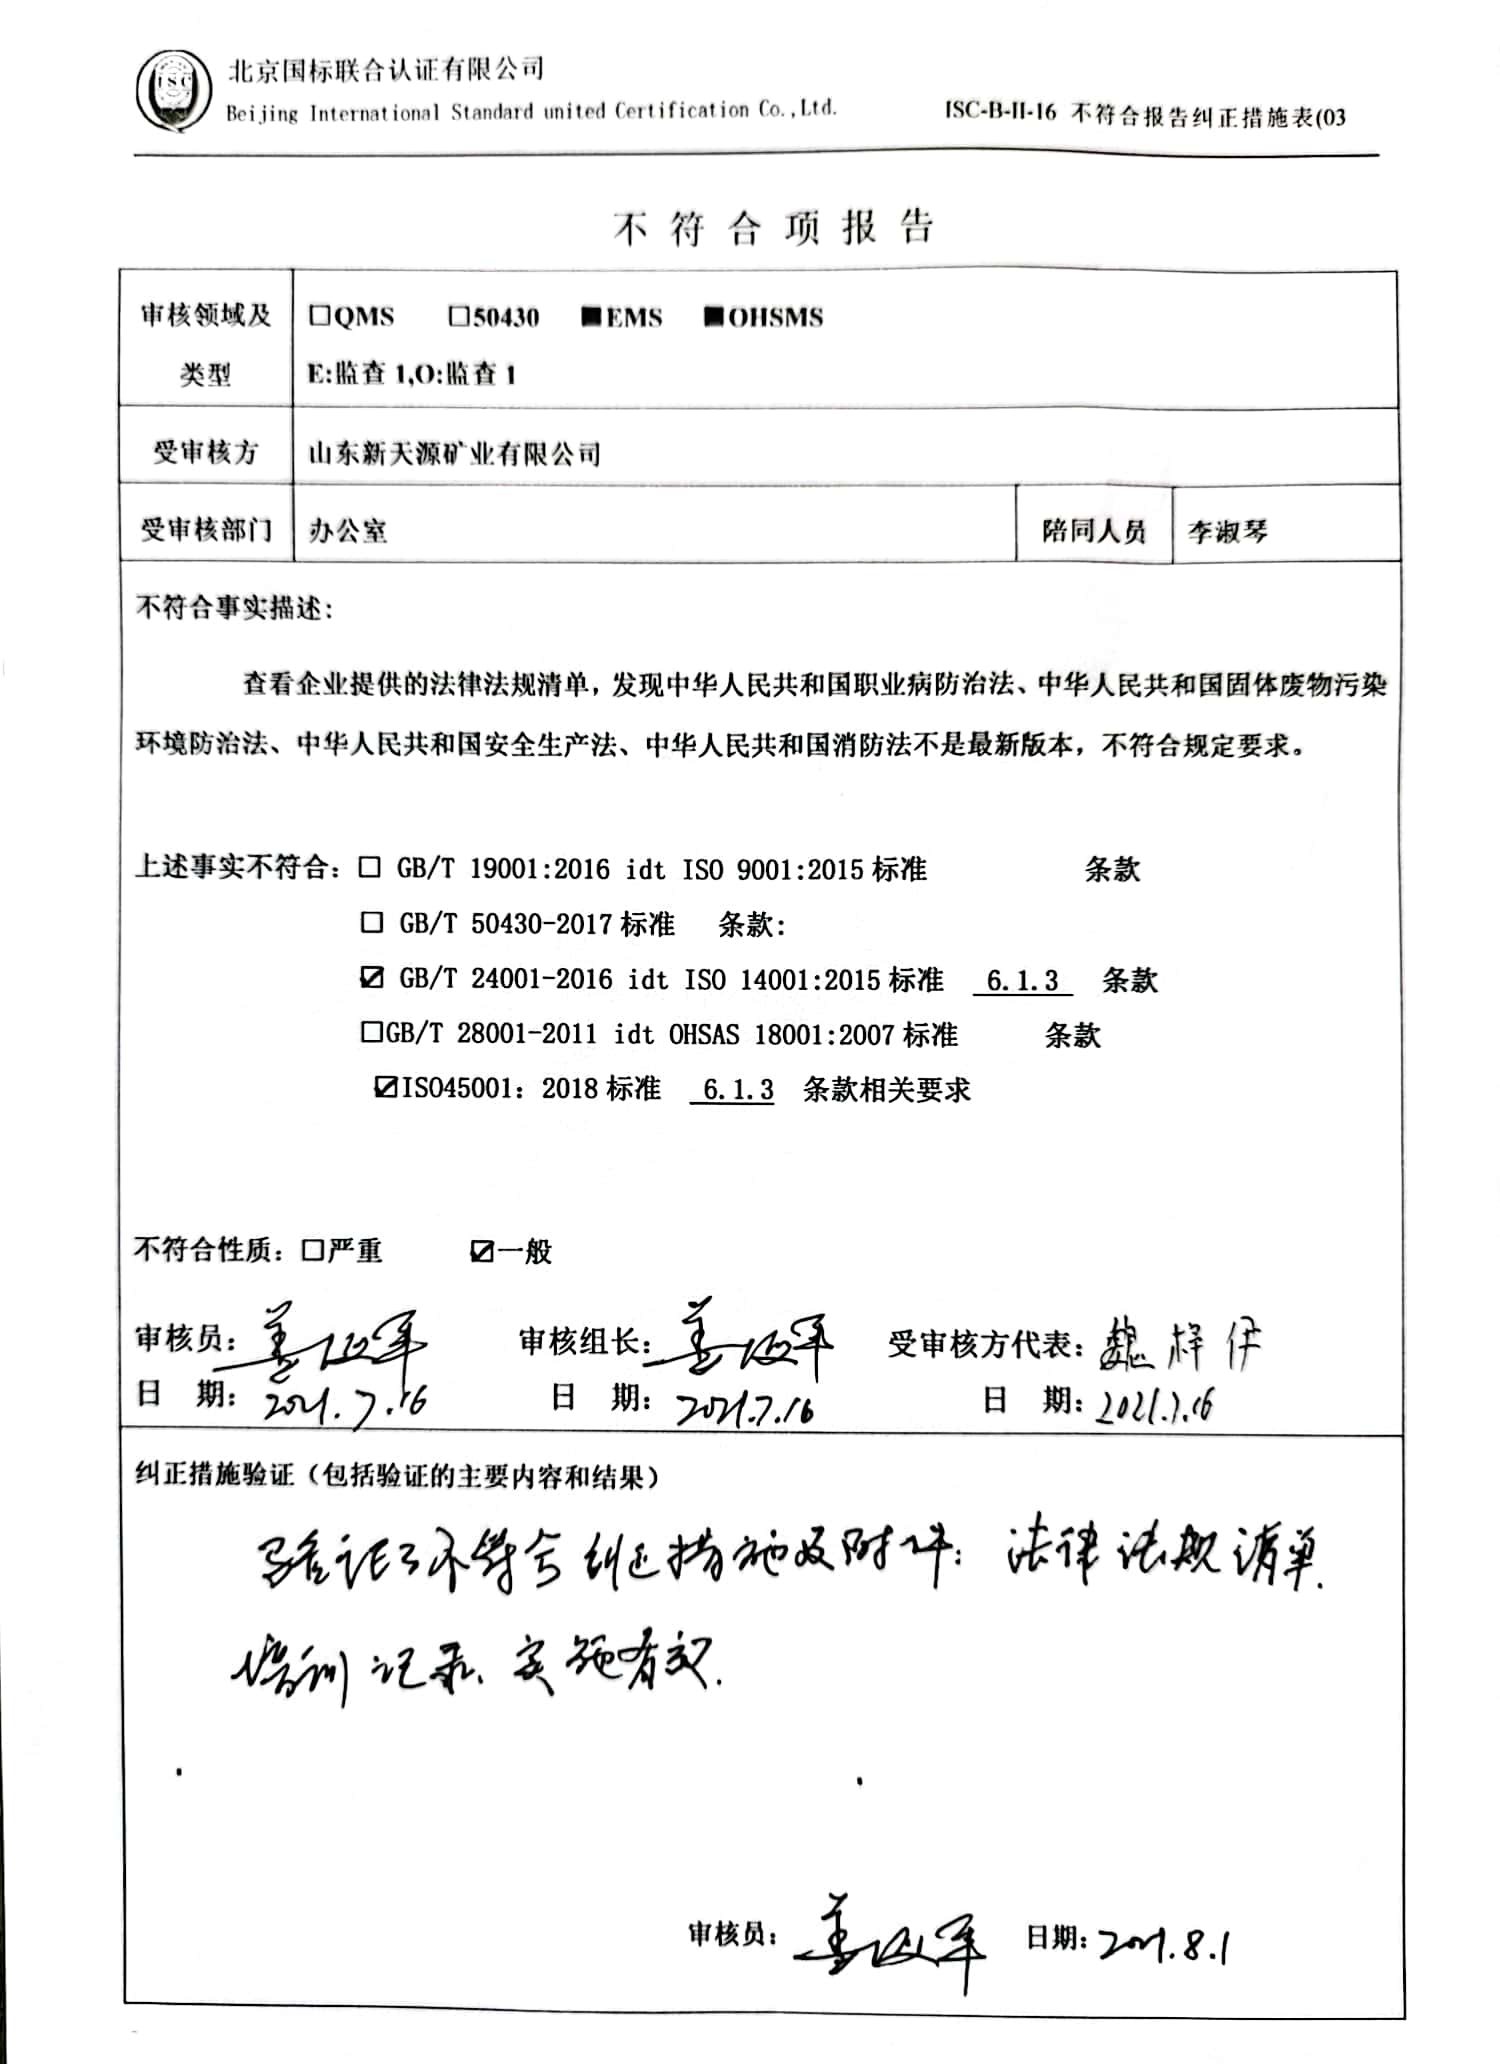 ISC
北京国标联合认证有限公司
Beijing International Standard united Certification Co.,Ltd.
ISC-B-II-16 不符合报告纠正措施表(03
不符合项报告
审核领域及类型
□QMS □50430 ■EMS ■OHSMS
E:监查 1,O:监查 1
受审核方 山东新天源矿业有限公司
受审核部门 办公室 陪同人员 李淑琴
不符合事实描述:
查看企业提供的法律法规清单，发现中华人民共和国职业病防治法、中华人民共和国固体废物污染
环境防治法、中华人民共和国安全生产法、中华人民共和国消防法不是最新版本，不符合规定要求。
上述事实不符合：□ GB/T 19001:2016 idt ISO 9001:2015 标准 条款
□ GB/T 50430-2017 标准 条款:
☑ GB/T 24001-2016 idt ISO 14001:2015 标准 6.1.3 条款
□GB/T 28001-2011 idt OHSAS 18001:2007 标准 条款
☑ISO45001：2018 标准 6.1.3 条款相关要求
不符合性质：□严重 ☑一般
审核员: 审核组长: 受审核方代表:
日 期: 2021.7.16 日 期: 2021.7.16 日 期: 2021.7.16
纠正措施验证（包括验证的主要内容和结果）
验证了不符合纠正措施及附件：法律法规清单.
培训记录、实施有效.
审核员: 日期: 2021.8.1